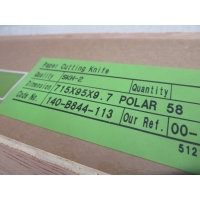 Paper Cutting Knife
Quality SKH-2 Quantity
Dimension 715X95X9.7 POLAR 58
Code No. 140-B844-113 Our Ref. 00-
512